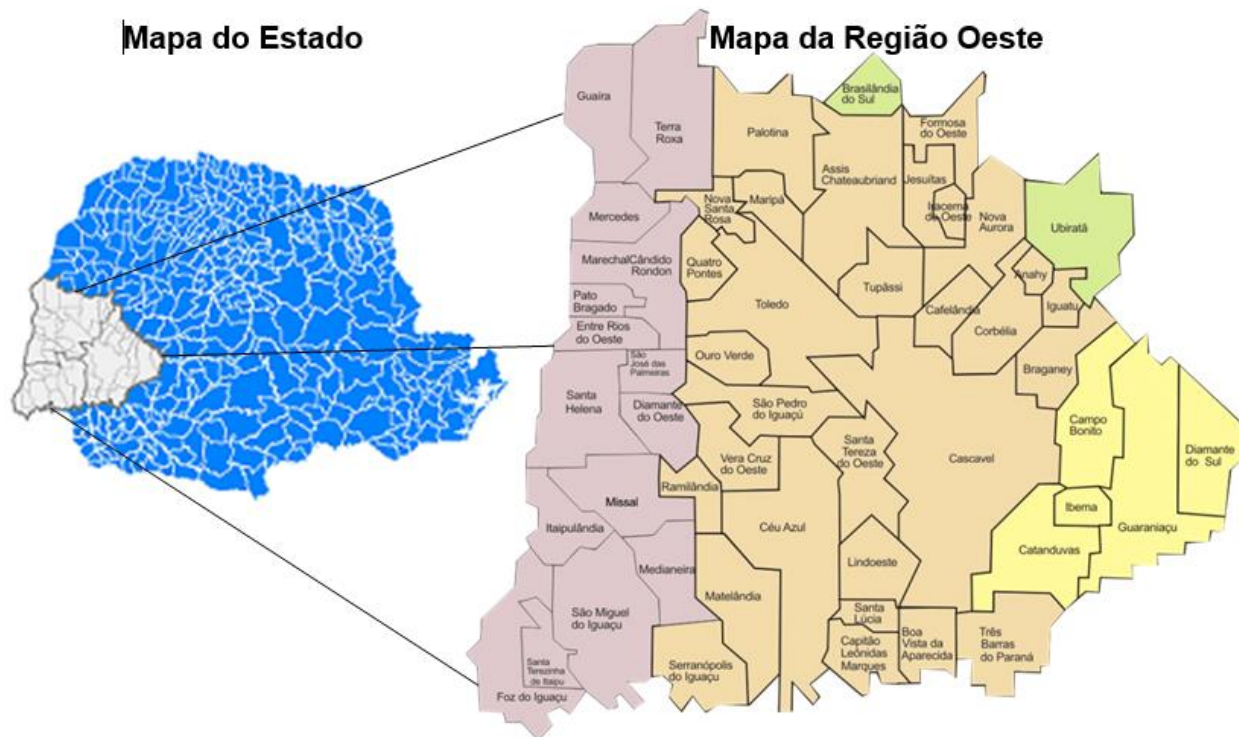 Mapa do Estado
Mapa da Região Oeste
Guaíra
Terra
Roxa
Palotina
Brasilândia
do Sul
Formosa
do Oeste
Assis
Chateaubriand
Jesuítas
Iracema
do Oeste
Nova
Aurora
Ubiratã
Mercedes
Nova
Santa
Rosa
Maripá
Marechal Cândido
Rondon
Quatro
Pontes
Toledo
Tupãssi
Cafelândia
Anahy
Iguatu
Corbélia
Pato
Bragado
Entre Rios
do Oeste
São
José das
Palmeiras
Ouro Verde
Braganey
Santa
Helena
Diamante
do Oeste
São Pedro
do Iguaçú
Campo
Bonito
Diamante
do Sul
Vera Cruz
do Oeste
Santa
Tereza
do Oeste
Cascavel
Ramilândia
Missal
Itaipulândia
Céu Azul
Ibema
Guaraniaçu
Catanduvas
Medianeira
Lindoeste
Matelândia
São Miguel
do Iguaçu
Santa
Lúcia
Capitão
Leônidas
Marques
Boa
Vista da
Aparecida
Três
Barras
do Paraná
Santa
Terezinha
de Itaipu
Foz do Iguaçu
Serranópolis
do Iguaçu